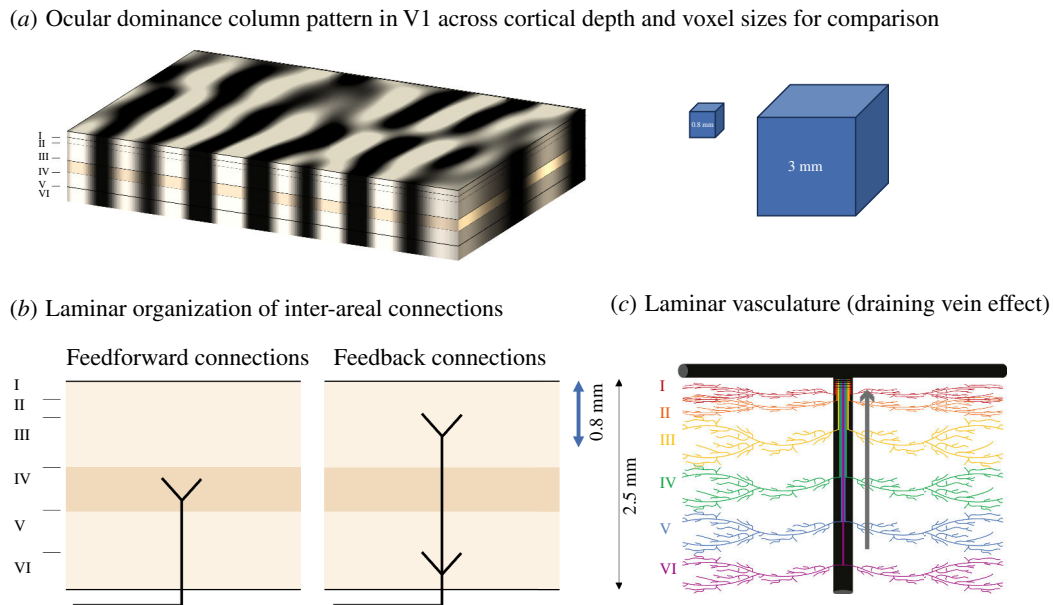 (a) Ocular dominance column pattern in V1 across cortical depth and voxel sizes for comparison
I
II
III
IV
V
VI
0.8 mm
3 mm
(b) Laminar organization of inter-areal connections
Feedforward connections
Feedback connections
I
II
III
IV
V
VI
0.8 mm
(c) Laminar vasculature (draining vein effect)
2.5 mm
I
II
III
IV
V
VI